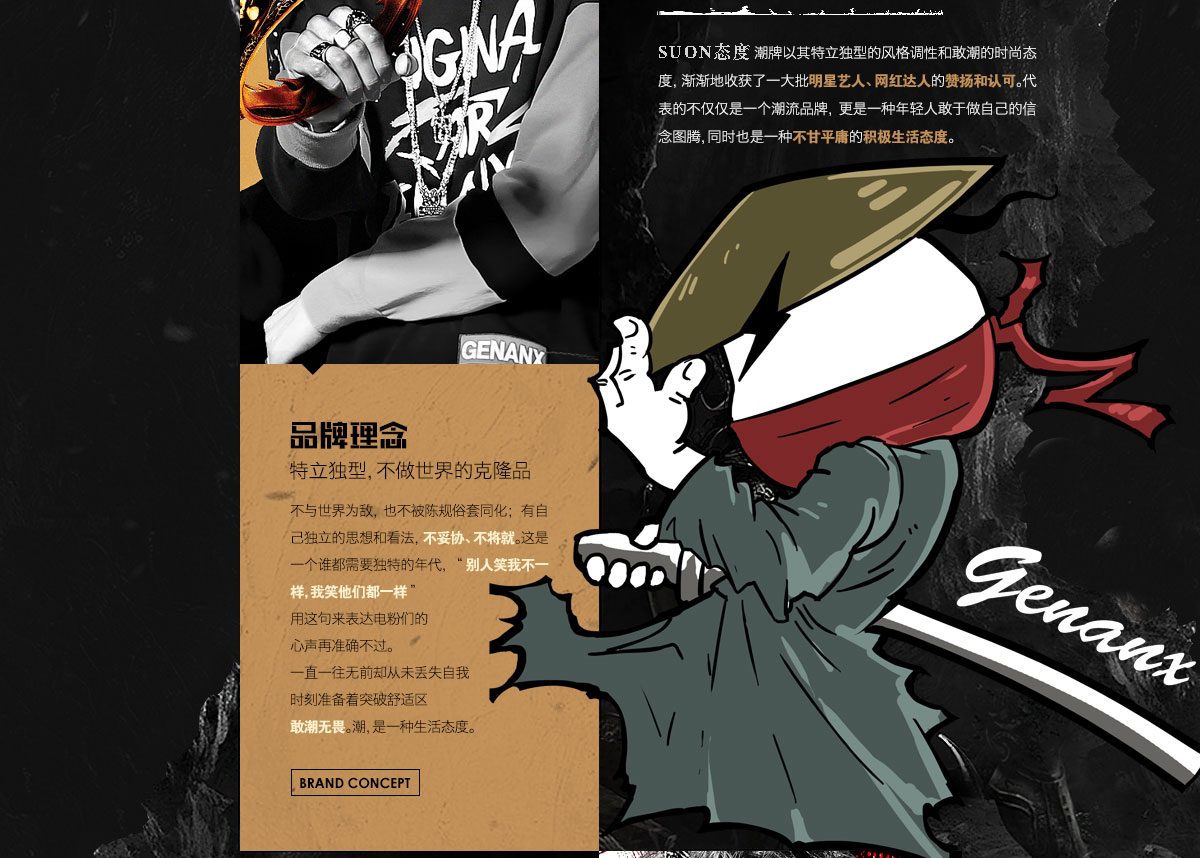 SUON态度 潮牌以其特立独型的风格调性和敢潮的时尚态
度, 渐渐地收获了一大批明星艺人、网红达人的赞扬和认可。代
表的不仅仅是一个潮流品牌, 更是一种年轻人敢于做自己的信
念图腾, 同时也是一种不甘平庸的积极生活态度。
GENANX
品牌理念
特立独型, 不做世界的克隆品
不与世界为敌, 也不被陈规俗套同化; 有自
己独立的思想和看法, 不妥协、不将就。这是
一个谁都需要独特的年代, “ 别人笑我不一
样, 我笑他们都一样 ”
用这句来表达电粉们的
心声再准确不过。
一直一往无前却从未丢失自我
时刻准备着突破舒适区
敢潮无畏。潮, 是一种生活态度。
BRAND CONCEPT
Genanx